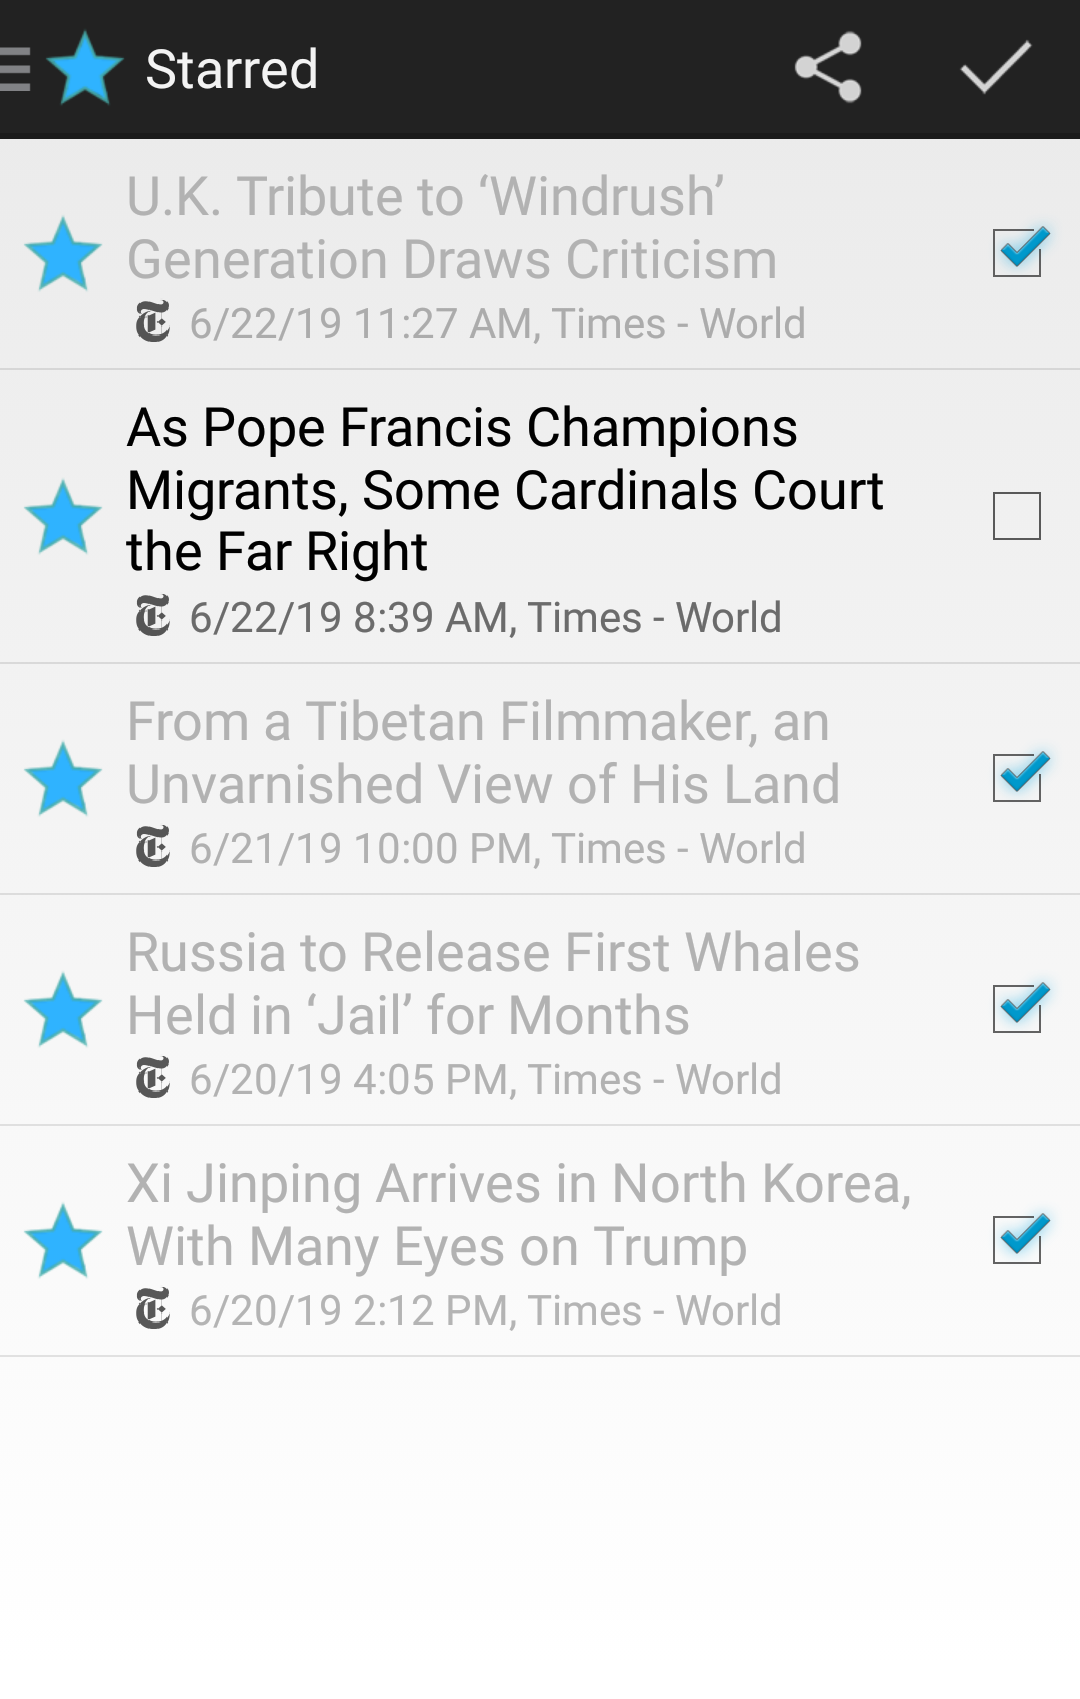 Starred
U.K. Tribute to ‘Windrush’
Generation Draws Criticism
6/22/19 11:27 AM, Times - World
As Pope Francis Champions
Migrants, Some Cardinals Court
the Far Right
6/22/19 8:39 AM, Times - World
From a Tibetan Filmmaker, an
Unvarnished View of His Land
6/21/19 10:00 PM, Times - World
Russia to Release First Whales
Held in ‘Jail’ for Months
6/20/19 4:05 PM, Times - World
Xi Jinping Arrives in North Korea,
With Many Eyes on Trump
6/20/19 2:12 PM, Times - World